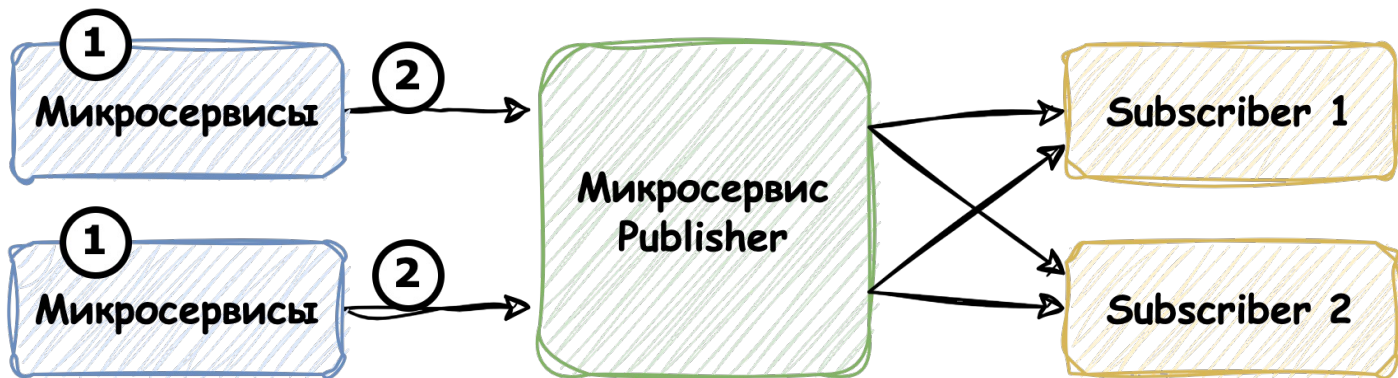 1
Микросервисы
2
1
Микросервисы
2
Микросервис
Publisher
Subscriber 1
Subscriber 2